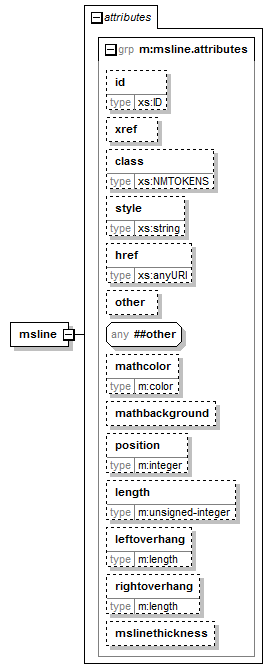 attributes
grp m:msline.attributes
id
type xs:ID
xref
class
type xs:NMTOKENS
style
type xs:string
href
type xs:anyURI
other
msline
any ##other
mathcolor
type m:color
mathbackground
position
type m:integer
length
type m:unsigned-integer
leftoverhang
type m:length
rightoverhang
type m:length
mslinethickness